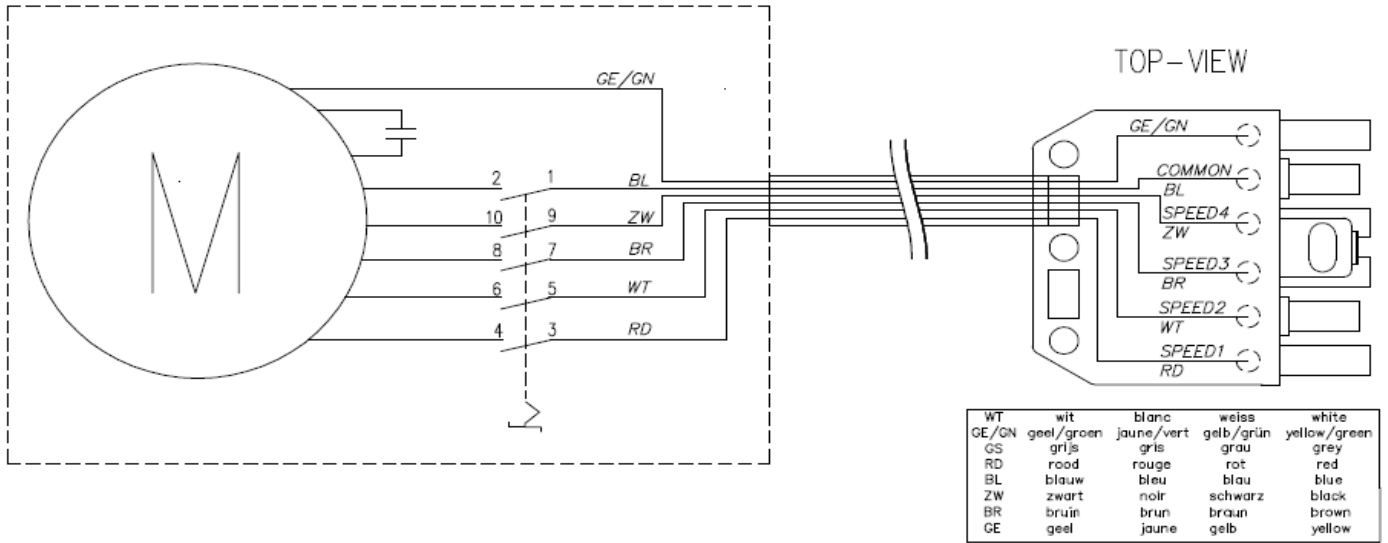 GE/GN
M
2 1 BL
10 9 ZW
8 7 BR
6 5 WT
4 3 RD
TOP-VIEW
GE/GN
COMMON
BL
SPEED4
ZW
SPEED3
BR
SPEED2
WT
SPEED1
RD
WT wit blanc weiss white
GE/GN geel/groen jaune/vert gelb/grün yellow/green
GS grijs gris grau grey
RD rood rouge rot red
BL blauw bleu blau blue
ZW zwart noir schwarz black
BR bruin brun braun brown
GE geel jaune gelb yellow